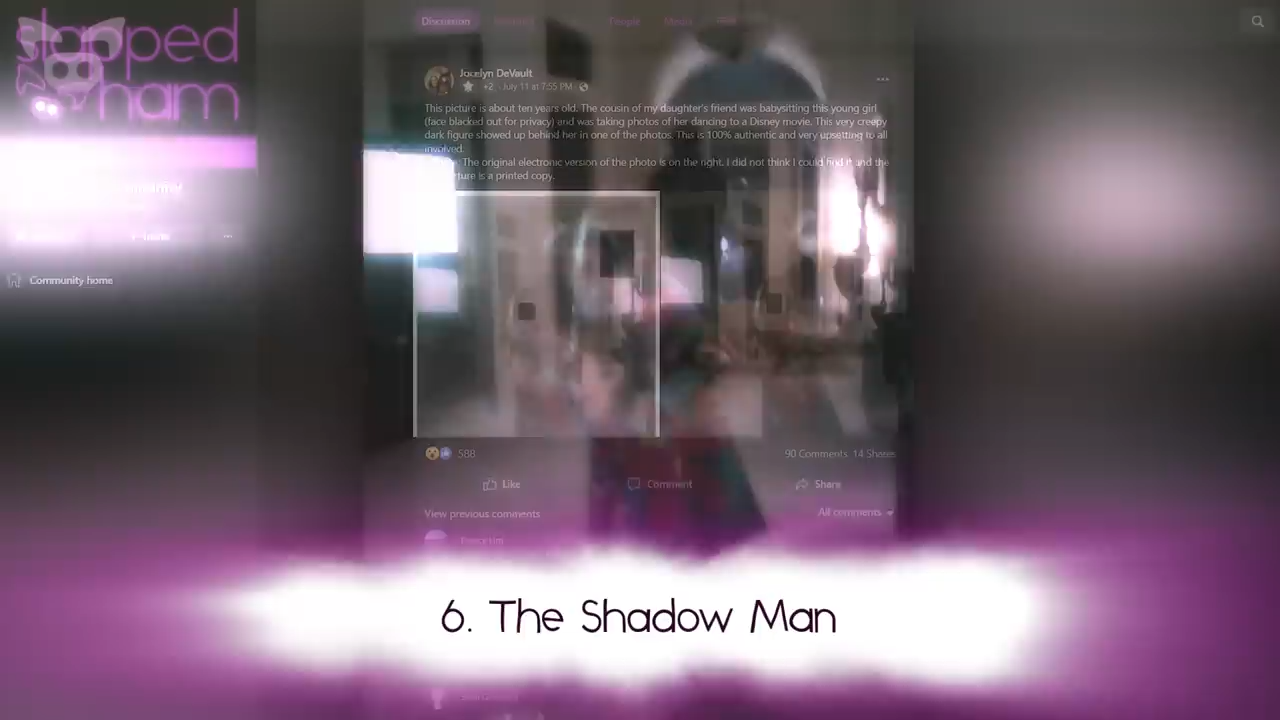 slapped
ham
Discussion
People
Media
Jocelyn DeVault
+2 · July 11 at 7:55 PM ·
This picture is about ten years old. The cousin of my daughter's friend was babysitting this young girl
(face blacked out for privacy) and was taking photos of her dancing to a Disney movie. This very creepy
dark figure showed up behind her in one of the photos. This is 100% authentic and very upsetting to all
involved.
The original electronic version of the photo is on the right. I did not think I could find it and the
is a printed copy.
Community home
588
90 Comments 14 Shares
Like
Comment
Share
View previous comments
All comments
6. The Shadow Man